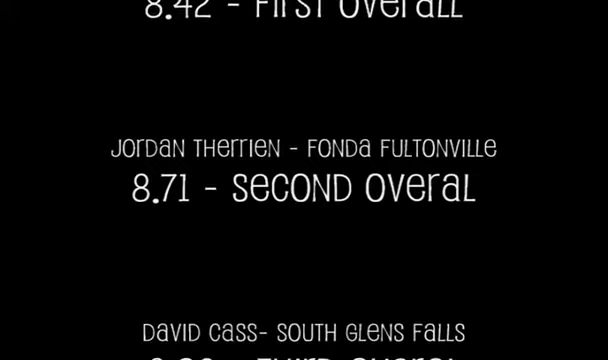 8.42 - First Overall
Jordan Therrien - Fonda Fultonville
8.71 - Second Overal
David Cass- South Glens Falls